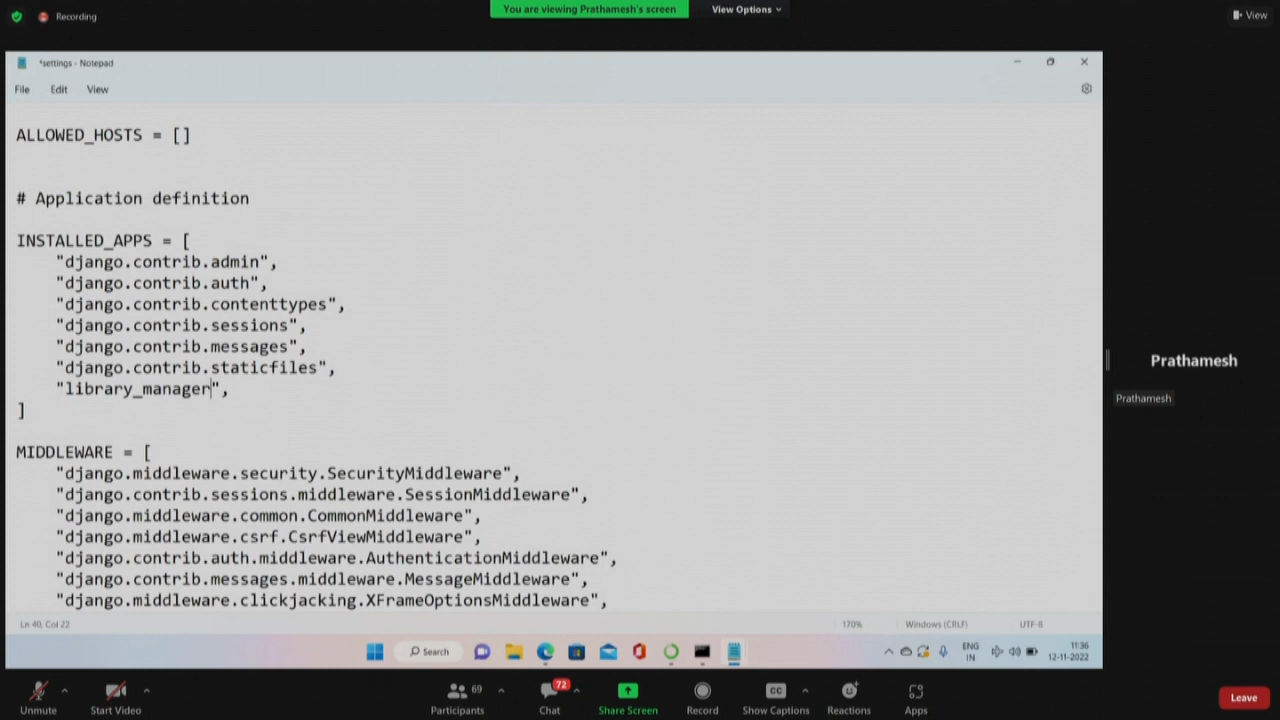 Recording
You are viewing Prathamesh's screen
View Options
View
*settings - Notepad
File Edit View
ALLOWED_HOSTS = []
# Application definition
INSTALLED_APPS = [
"django.contrib.admin",
"django.contrib.auth",
"django.contrib.contenttypes",
"django.contrib.sessions",
"django.contrib.messages",
"django.contrib.staticfiles",
"library_manager",
]
MIDDLEWARE = [
"django.middleware.security.SecurityMiddleware",
"django.contrib.sessions.middleware.SessionMiddleware",
"django.middleware.common.CommonMiddleware",
"django.middleware.csrf.CsrfViewMiddleware",
"django.contrib.auth.middleware.AuthenticationMiddleware",
"django.contrib.messages.middleware.MessageMiddleware",
"django.middleware.clickjacking.XFrameOptionsMiddleware",
Ln 40, Col 22
170%
Windows (CRLF)
UTF-8
Search
ENG
IN
11:36
12-11-2022
Prathamesh
Prathamesh
Unmute
Start Video
69
Participants
72
Chat
Share Screen
Record
CC
Show Captions
Reactions
Apps
Leave